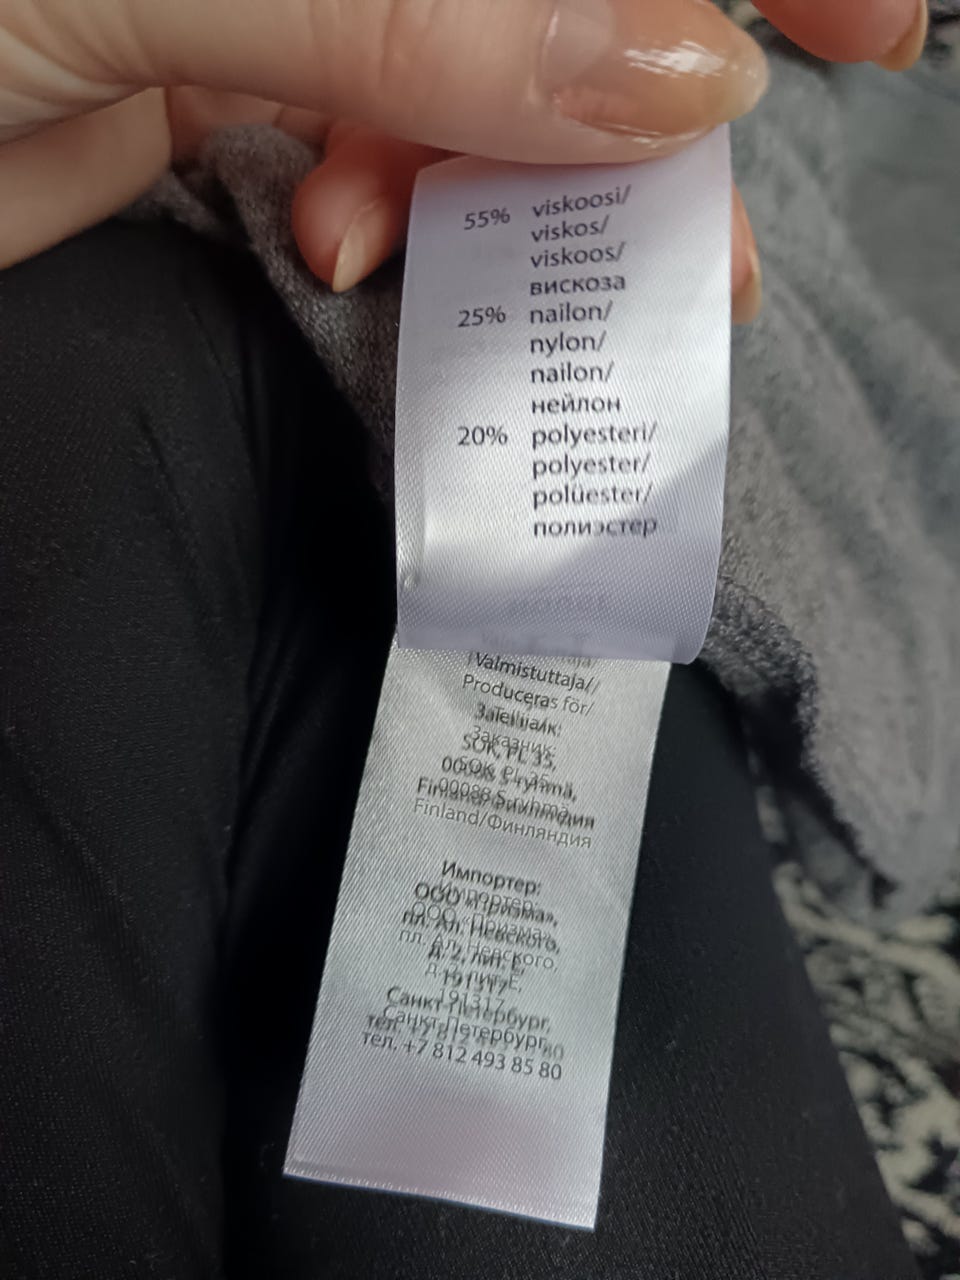 55% viskoosi/
viskos/
viskoos/
вискоза
25% nailon/
nylon/
nailon/
нейлон
20% polyesteri/
polyester/
polüester/
полиэстер
Valmistuttaja/
Produceras för/
Заказчик:
SOK, PL 35,
00088 S-ryhmä,
Finland/Финляндия
Импортер:
ООО «Призма»,
пл. Ал. Невского,
д. 2, лит. Е,
191317,
Санкт-Петербург,
тел. +7 812 493 85 80